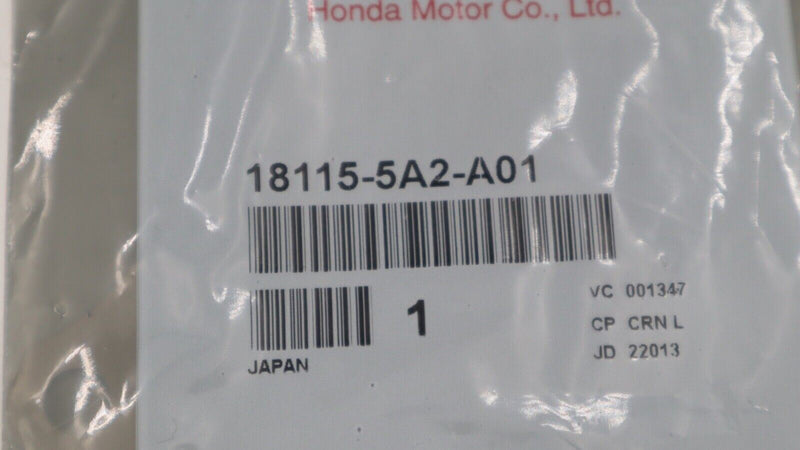 Honda Motor Co., Ltd.
18115-5A2-A01
1
VC 001347
CP CRN L
JD 22013
JAPAN